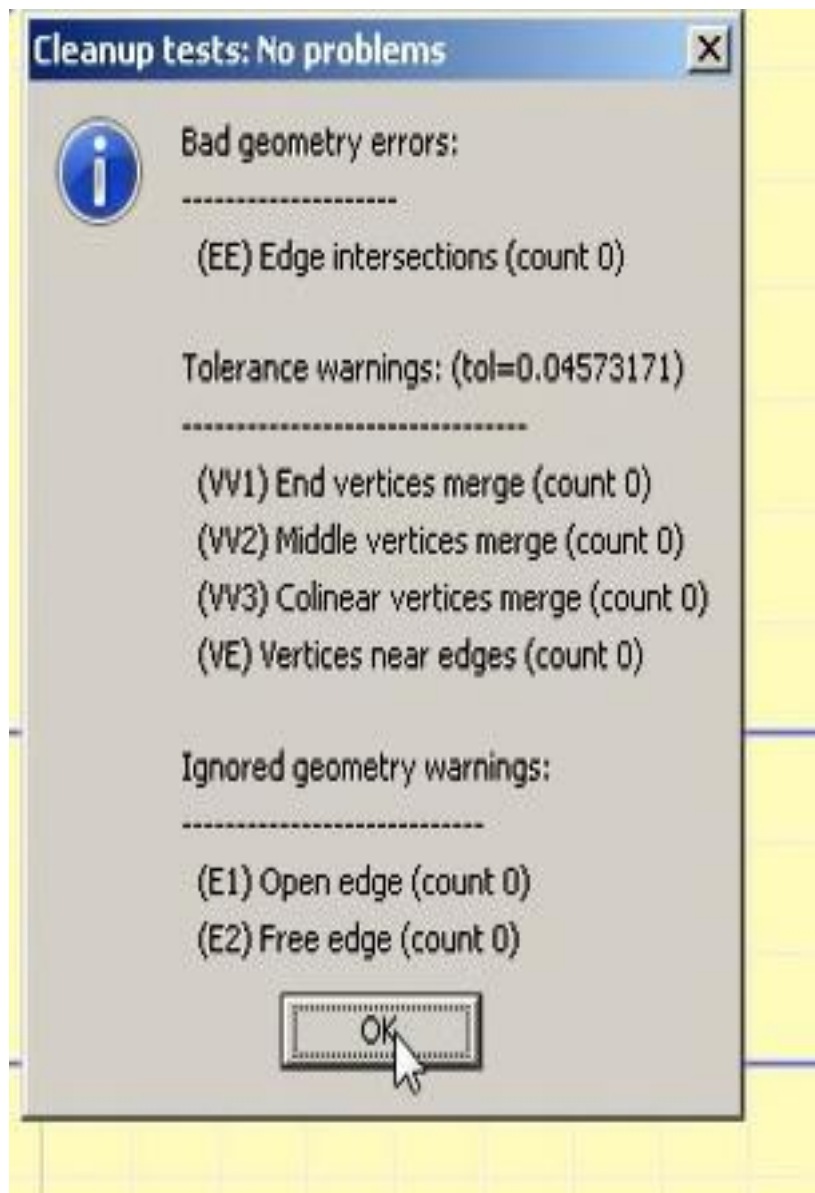 Cleanup tests: No problems
Bad geometry errors:
--------------------
(EE) Edge intersections (count 0)
Tolerance warnings: (tol=0.04573171)
--------------------------------
(VV1) End vertices merge (count 0)
(VV2) Middle vertices merge (count 0)
(VV3) Colinear vertices merge (count 0)
(VE) Vertices near edges (count 0)
Ignored geometry warnings:
----------------------------
(E1) Open edge (count 0)
(E2) Free edge (count 0)
OK